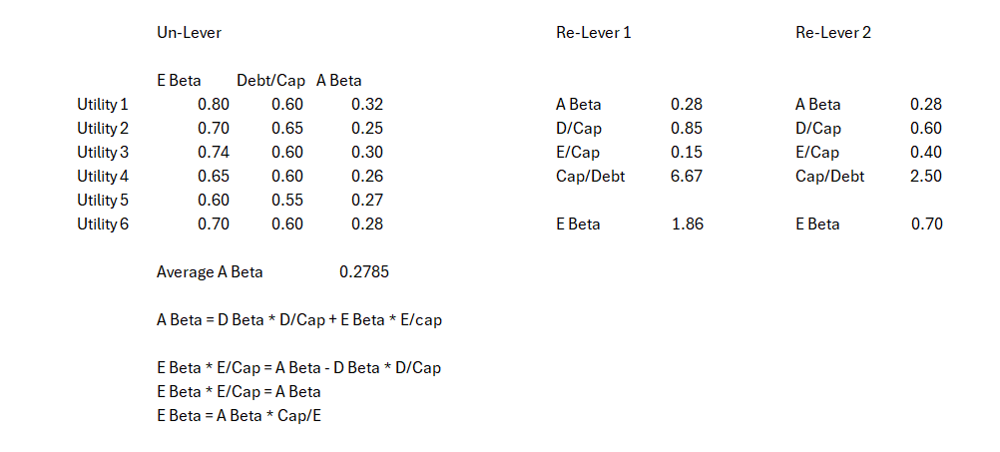 Un-Lever Re-Lever 1 Re-Lever 2
E Beta Debt/Cap A Beta
Utility 1 0.80 0.60 0.32 A Beta 0.28 A Beta 0.28
Utility 2 0.70 0.65 0.25 D/Cap 0.85 D/Cap 0.60
Utility 3 0.74 0.60 0.30 E/Cap 0.15 E/Cap 0.40
Utility 4 0.65 0.60 0.26 Cap/Debt 6.67 Cap/Debt 2.50
Utility 5 0.60 0.55 0.27
Utility 6 0.70 0.60 0.28 E Beta 1.86 E Beta 0.70
Average A Beta 0.2785
A Beta = D Beta * D/Cap + E Beta * E/cap
E Beta * E/Cap = A Beta - D Beta * D/Cap
E Beta * E/Cap = A Beta
E Beta = A Beta * Cap/E